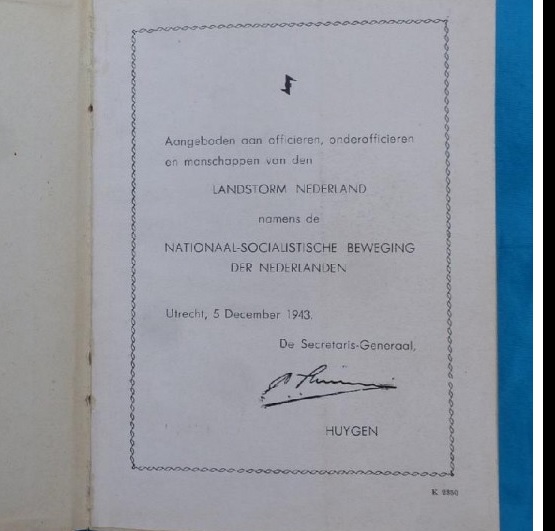 Aangeboden aan officieren, onderofficieren
en manschappen van den
LANDSTORM NEDERLAND
namens de
NATIONAAL-SOCIALISTISCHE BEWEGING
DER NEDERLANDEN
Utrecht, 5 December 1943.
De Secretaris-Generaal,
HUYGEN
K